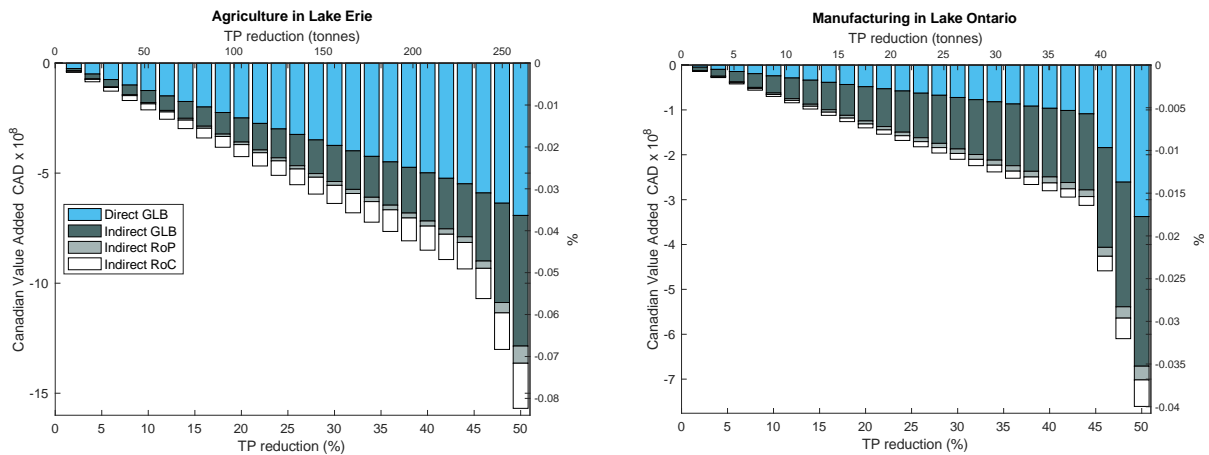 Agriculture in Lake Erie
TP reduction (tonnes)
0 50 100 150 200 250
Canadian Value Added CAD x 10^8
0
-5
-10
-15
0
-0.01
-0.02
-0.03
-0.04
-0.05
-0.06
-0.07
-0.08
%
Direct GLB
Indirect GLB
Indirect RoP
Indirect RoC
0 5 10 15 20 25 30 35 40 45 50
TP reduction (%)
Manufacturing in Lake Ontario
TP reduction (tonnes)
0 5 10 15 20 25 30 35 40
Canadian Value Added CAD x 10^8
0
-1
-2
-3
-4
-5
-6
-7
0
-0.005
-0.01
-0.015
-0.02
-0.025
-0.03
-0.035
-0.04
%
0 5 10 15 20 25 30 35 40 45 50
TP reduction (%)